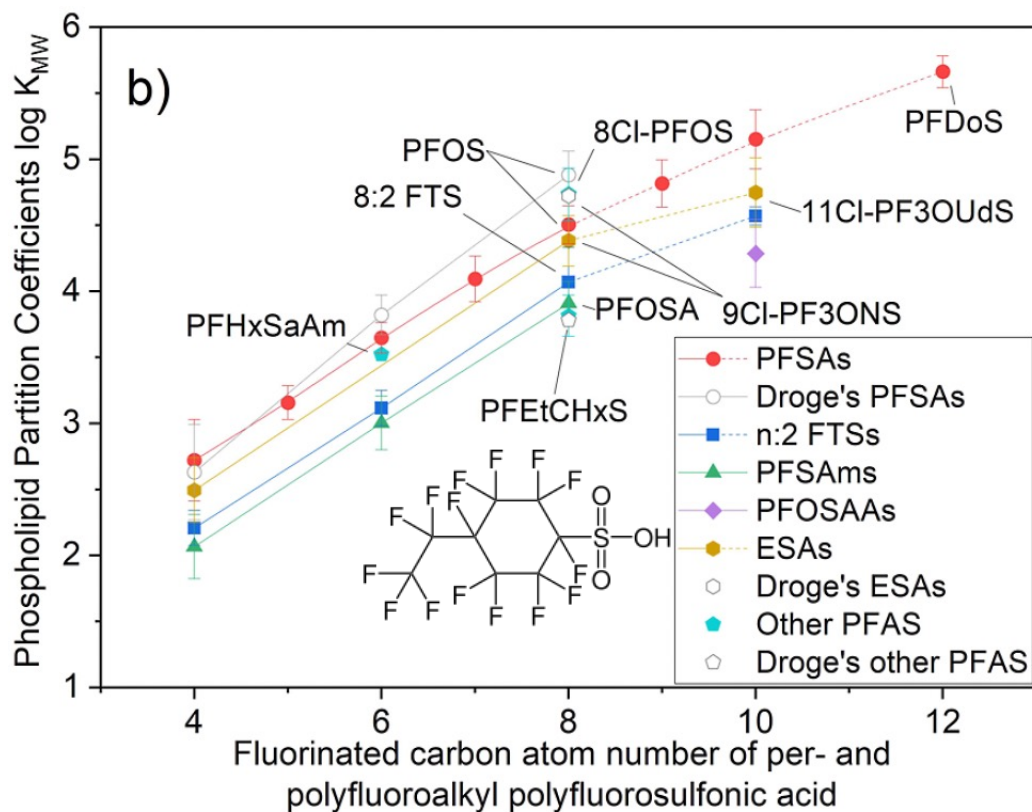 b)
Phospholipid Partition Coefficients log K_MW
6
5
4
3
2
1
4
6
8
10
12
Fluorinated carbon atom number of per- and
polyfluoroalkyl polyfluorosulfonic acid
PFOS
8Cl-PFOS
PFDoS
8:2 FTS
11Cl-PF3OUdS
PFHxSaAm
PFOSA
9Cl-PF3ONS
PFEtCHxS
PFSAs
Droge's PFSAs
n:2 FTSs
PFSAms
PFOSAAs
ESAs
Droge's ESAs
Other PFAS
Droge's other PFAS
F F F F
F F F F O
S OH
O
F F
F F F F F F F